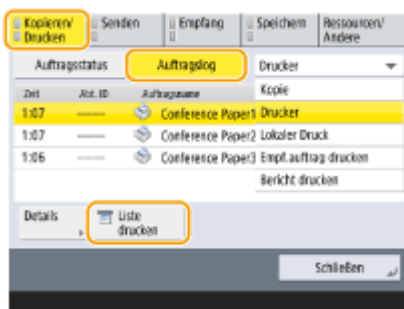 Kopieren/ Drucken
Senden
Empfang
Speichern
Ressourcen/ Andere
Auftragsstatus
Auftragslog
Drucker
Zeit
Abt. ID
Auftragsname
Kopie
1:07
-------
Conference Paper1
Drucker
1:07
-------
Conference Paper2
Lokaler Druck
1:06
-------
Conference Paper3
Empf.auftrag drucken
Bericht drucken
Details
Liste drucken
Schließen